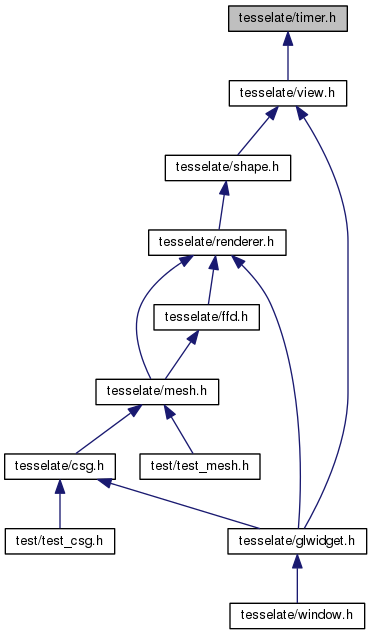 tesselate/timer.h
tesselate/view.h
tesselate/shape.h
tesselate/renderer.h
tesselate/ffd.h
tesselate/mesh.h
tesselate/csg.h
test/test_mesh.h
test/test_csg.h
tesselate/glwidget.h
tesselate/window.h